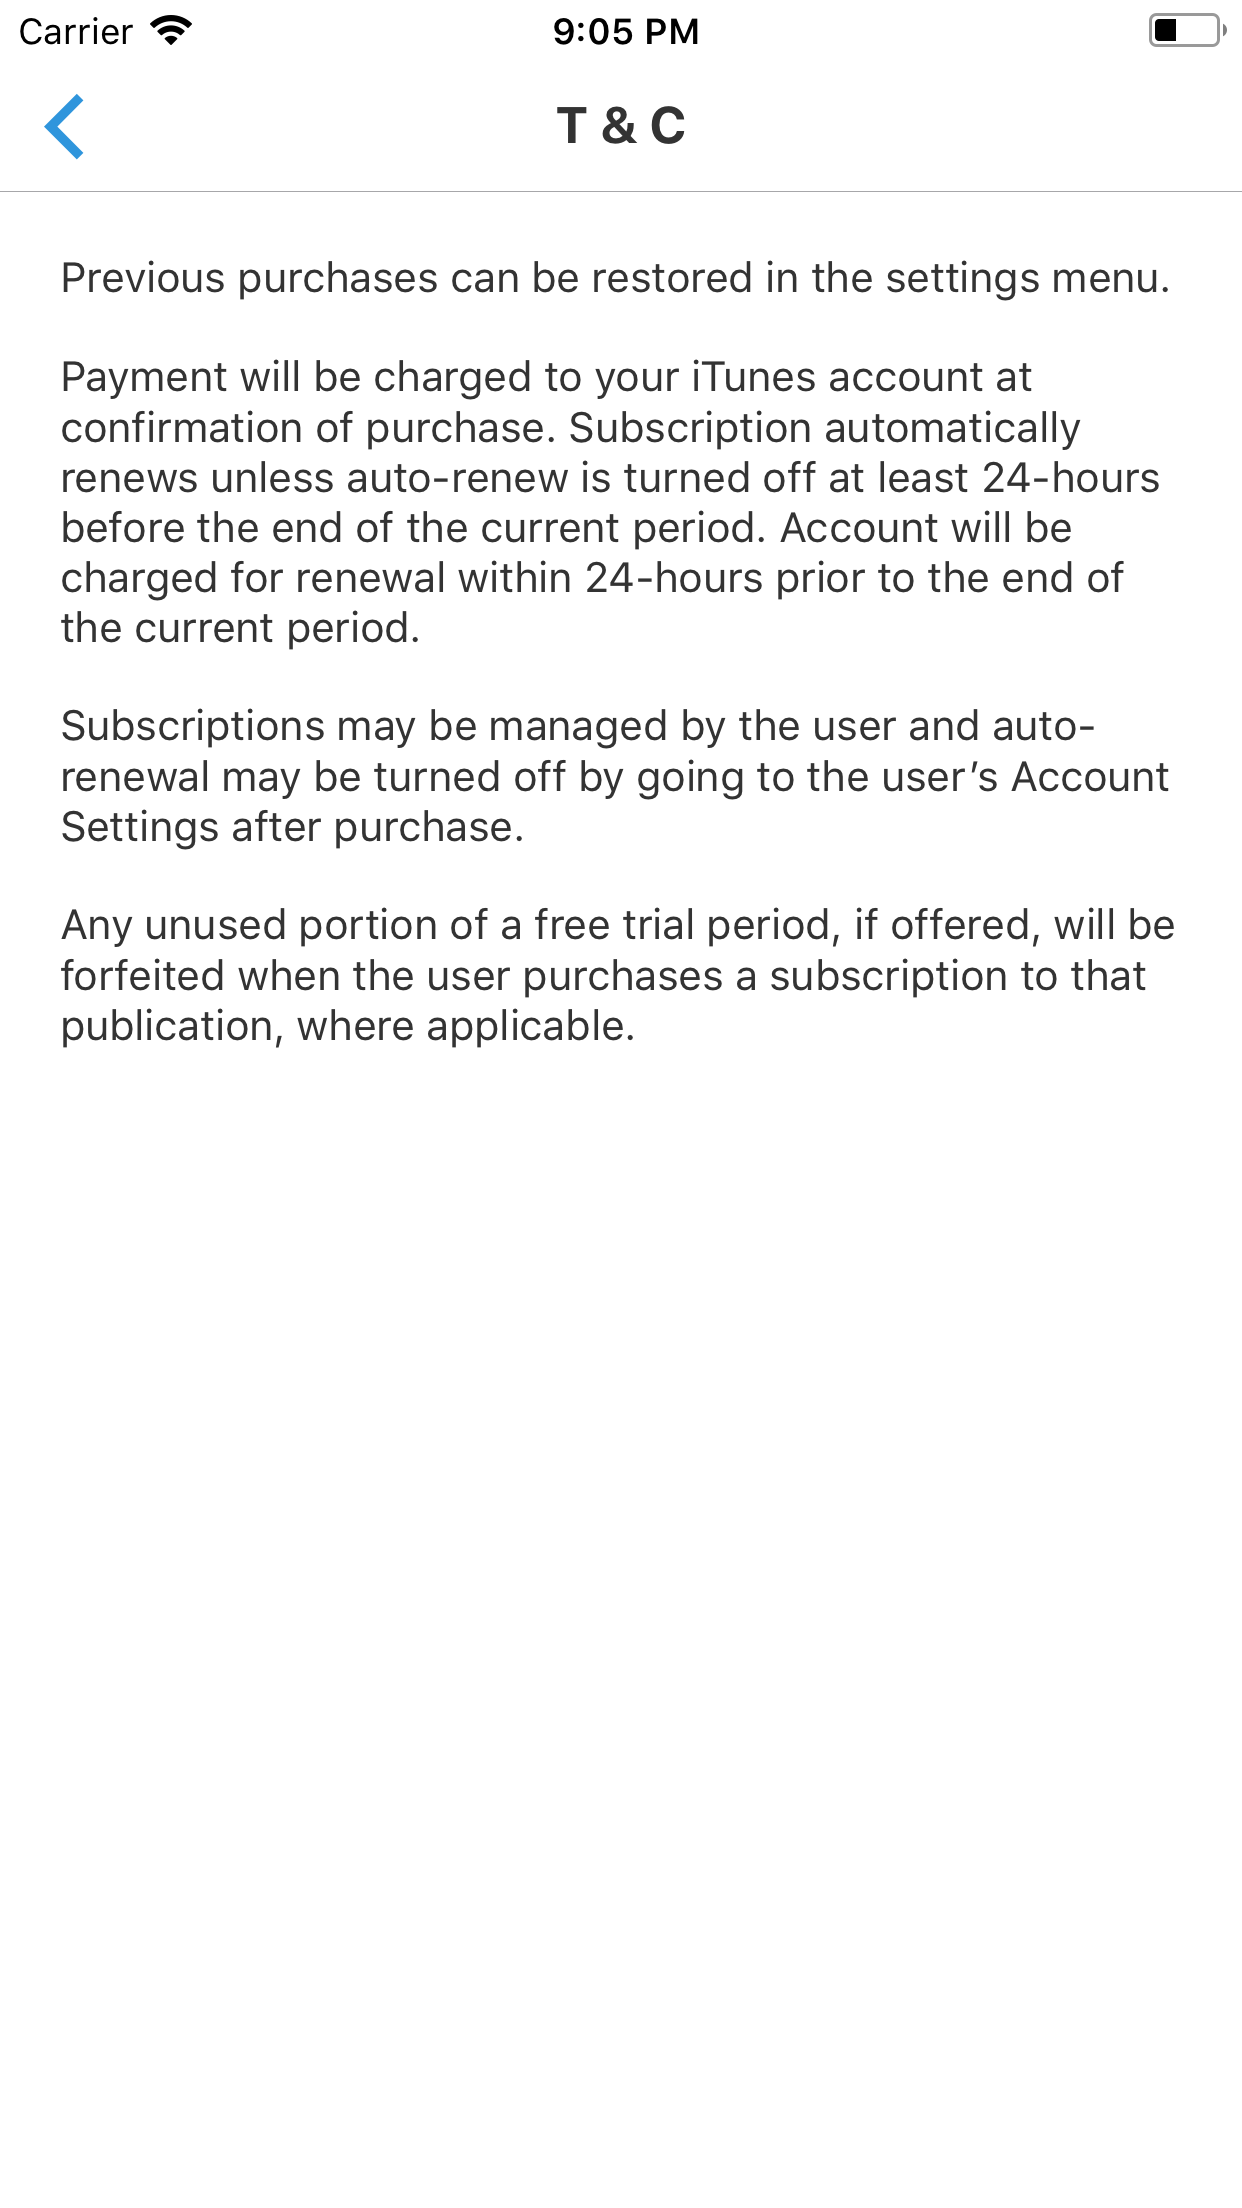 Carrier 9:05 PM
T & C
Previous purchases can be restored in the settings menu.
Payment will be charged to your iTunes account at
confirmation of purchase. Subscription automatically
renews unless auto-renew is turned off at least 24-hours
before the end of the current period. Account will be
charged for renewal within 24-hours prior to the end of
the current period.
Subscriptions may be managed by the user and auto-
renewal may be turned off by going to the user’s Account
Settings after purchase.
Any unused portion of a free trial period, if offered, will be
forfeited when the user purchases a subscription to that
publication, where applicable.